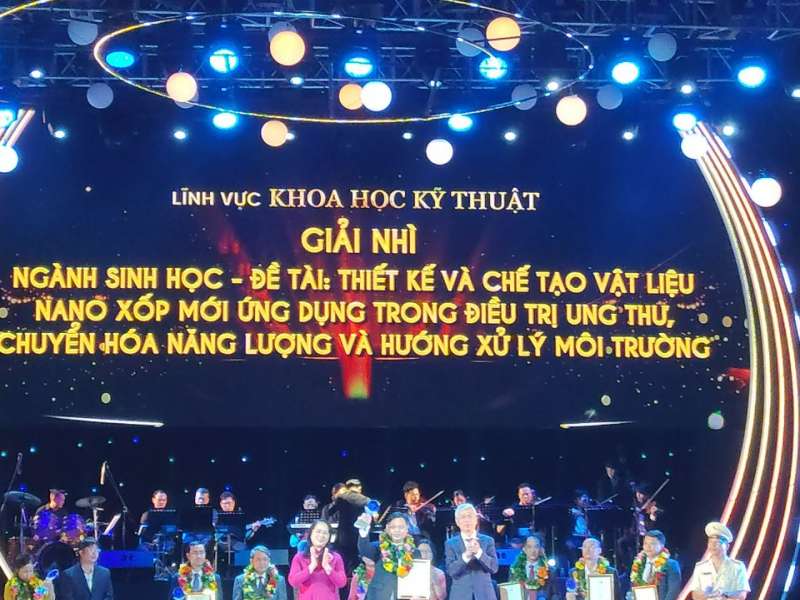 LĨNH VỰC KHOA HỌC KỸ THUẬT
GIẢI NHÌ
NGÀNH SINH HỌC - ĐỀ TÀI: THIẾT KẾ VÀ CHẾ TẠO VẬT LIỆU
NANO XỐP MỚI ỨNG DỤNG TRONG ĐIỀU TRỊ UNG THƯ,
CHUYỂN HÓA NĂNG LƯỢNG VÀ HƯỚNG XỬ LÝ MÔI TRƯỜNG